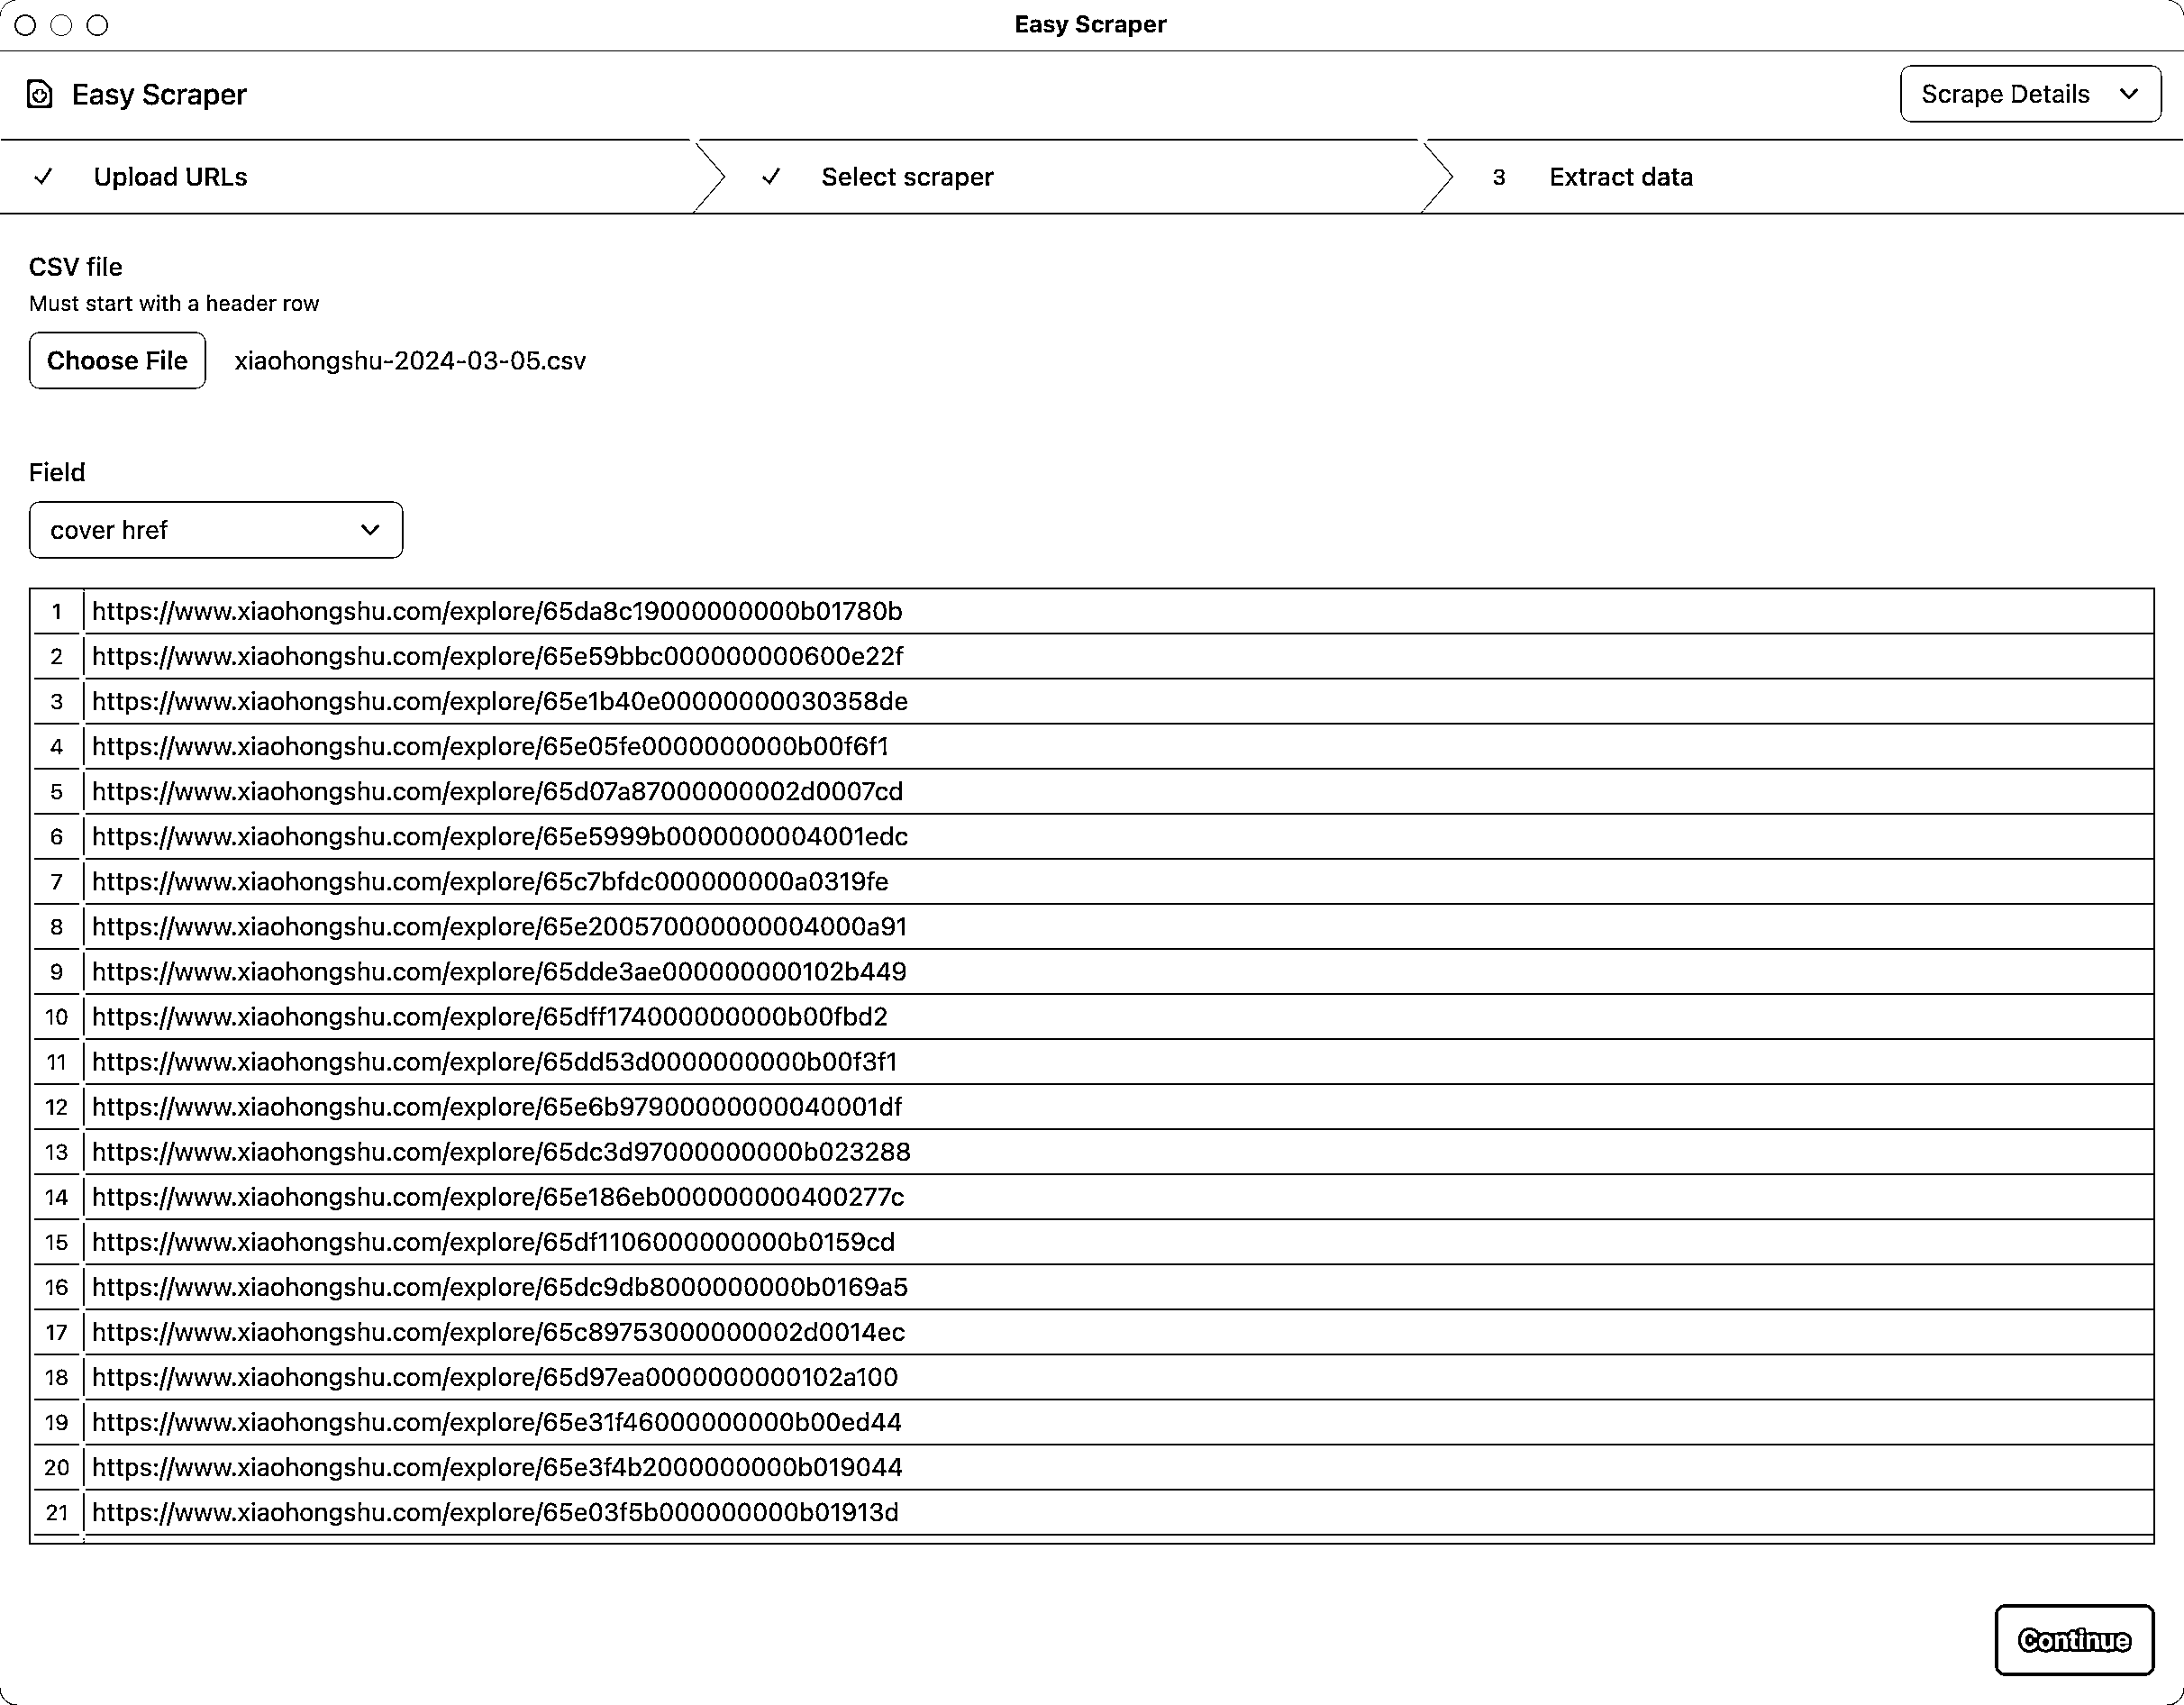 Easy Scraper
Easy Scraper
Scrape Details
Upload URLs
Select scraper
3 Extract data
CSV file
Must start with a header row
Choose File xiaohongshu-2024-03-05.csv
Field
cover href
1 https://www.xiaohongshu.com/explore/65da8c19000000000b01780b
2 https://www.xiaohongshu.com/explore/65e59bbc000000000600e22f
3 https://www.xiaohongshu.com/explore/65e1b40e00000000030358de
4 https://www.xiaohongshu.com/explore/65e05fe0000000000b00f6f1
5 https://www.xiaohongshu.com/explore/65d07a87000000002d0007cd
6 https://www.xiaohongshu.com/explore/65e5999b0000000004001edc
7 https://www.xiaohongshu.com/explore/65c7bfdc000000000a0319fe
8 https://www.xiaohongshu.com/explore/65e200570000000004000a91
9 https://www.xiaohongshu.com/explore/65dde3ae000000000102b449
10 https://www.xiaohongshu.com/explore/65dff174000000000b00fbd2
11 https://www.xiaohongshu.com/explore/65dd53d0000000000b00f3f1
12 https://www.xiaohongshu.com/explore/65e6b97900000000040001df
13 https://www.xiaohongshu.com/explore/65dc3d97000000000b023288
14 https://www.xiaohongshu.com/explore/65e186eb000000000400277c
15 https://www.xiaohongshu.com/explore/65df1106000000000b0159cd
16 https://www.xiaohongshu.com/explore/65dc9db8000000000b0169a5
17 https://www.xiaohongshu.com/explore/65c89753000000002d0014ec
18 https://www.xiaohongshu.com/explore/65d97ea0000000000102a100
19 https://www.xiaohongshu.com/explore/65e31f46000000000b00ed44
20 https://www.xiaohongshu.com/explore/65e3f4b2000000000b019044
21 https://www.xiaohongshu.com/explore/65e03f5b000000000b01913d
Continue